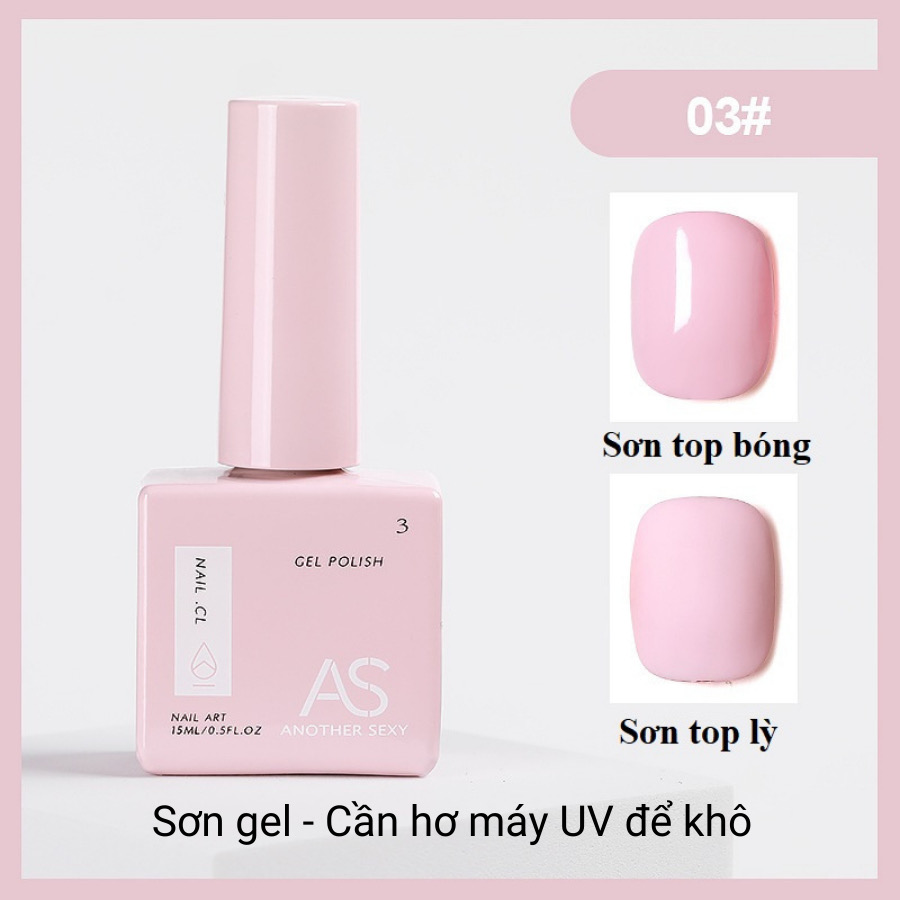 03#
Sơn top bóng
3
GEL POLISH
NAIL .CL
AS
NAIL ART
15ML/0.5FL.OZ
ANOTHER SEXY
Sơn top lỳ
Sơn gel - Cần hơ máy UV để khô